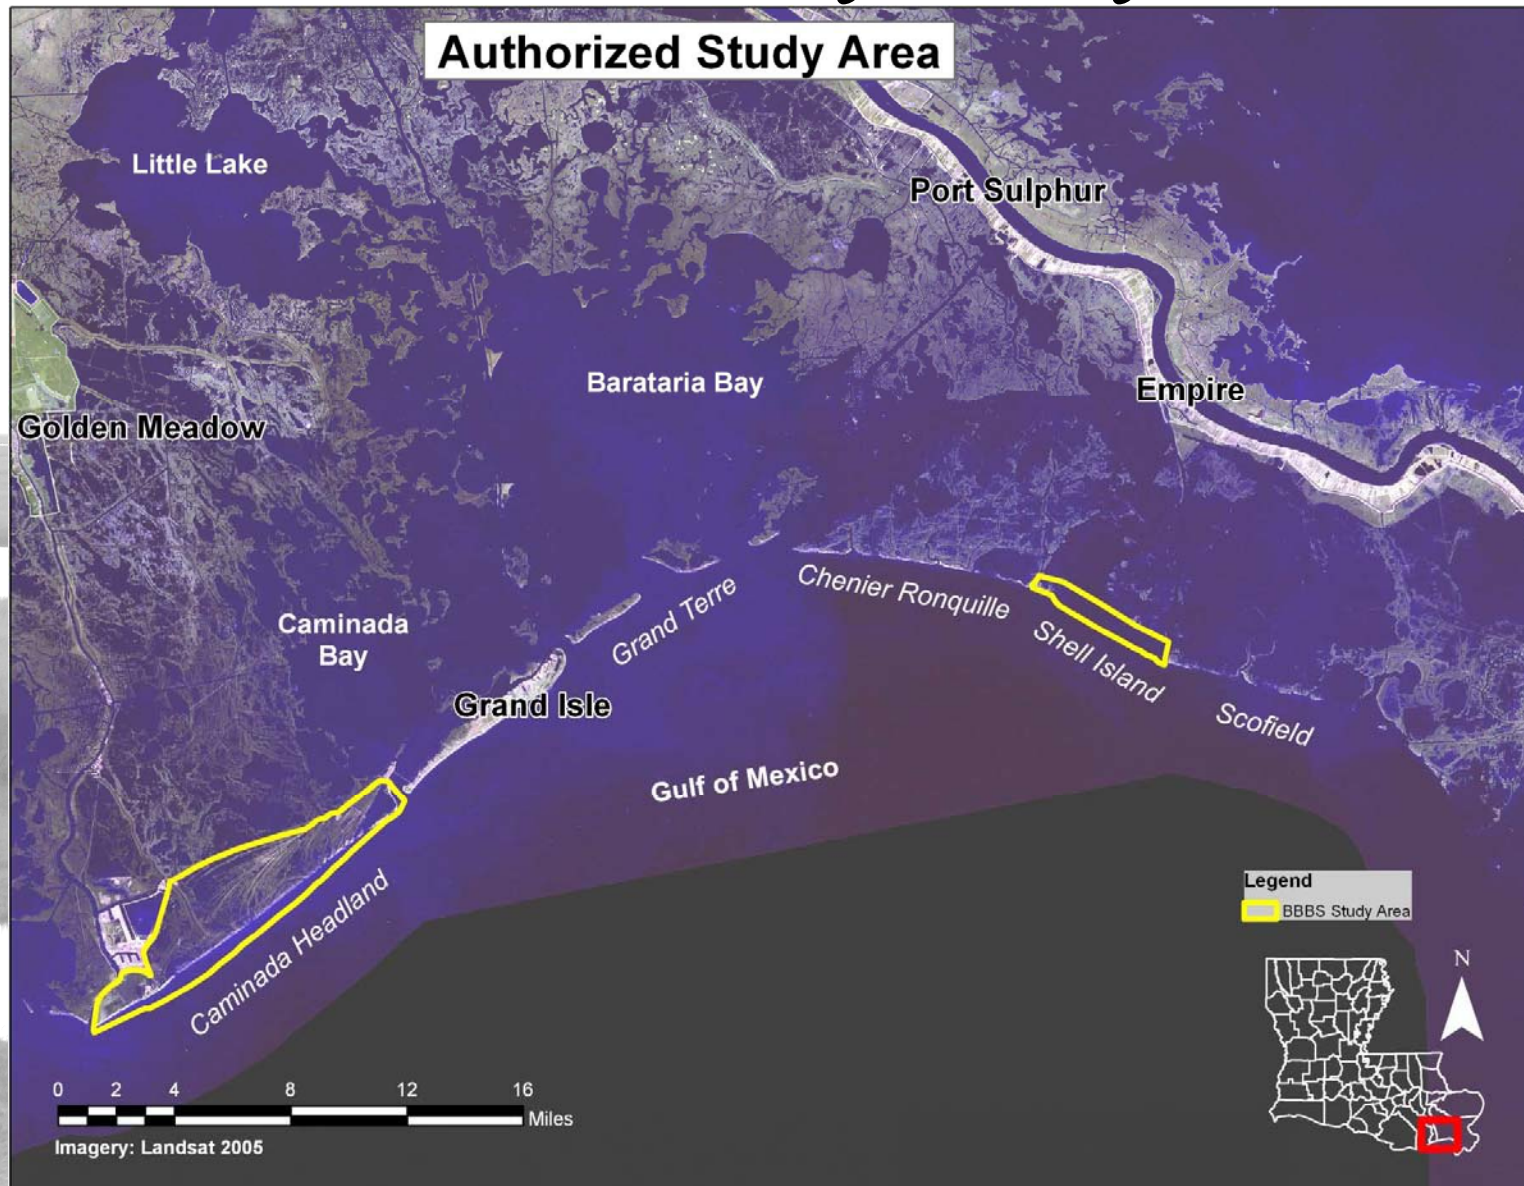 Authorized Study Area
Little Lake
Port Sulphur
Barataria Bay
Empire
Golden Meadow
Chenier Ronquille
Grand Terre
Caminada
Bay
Shell Island
Grand Isle
Scofield
Gulf of Mexico
Caminada Headland
Legend
BBBS Study Area
N
0 2 4 8 12 16
Miles
Imagery: Landsat 2005